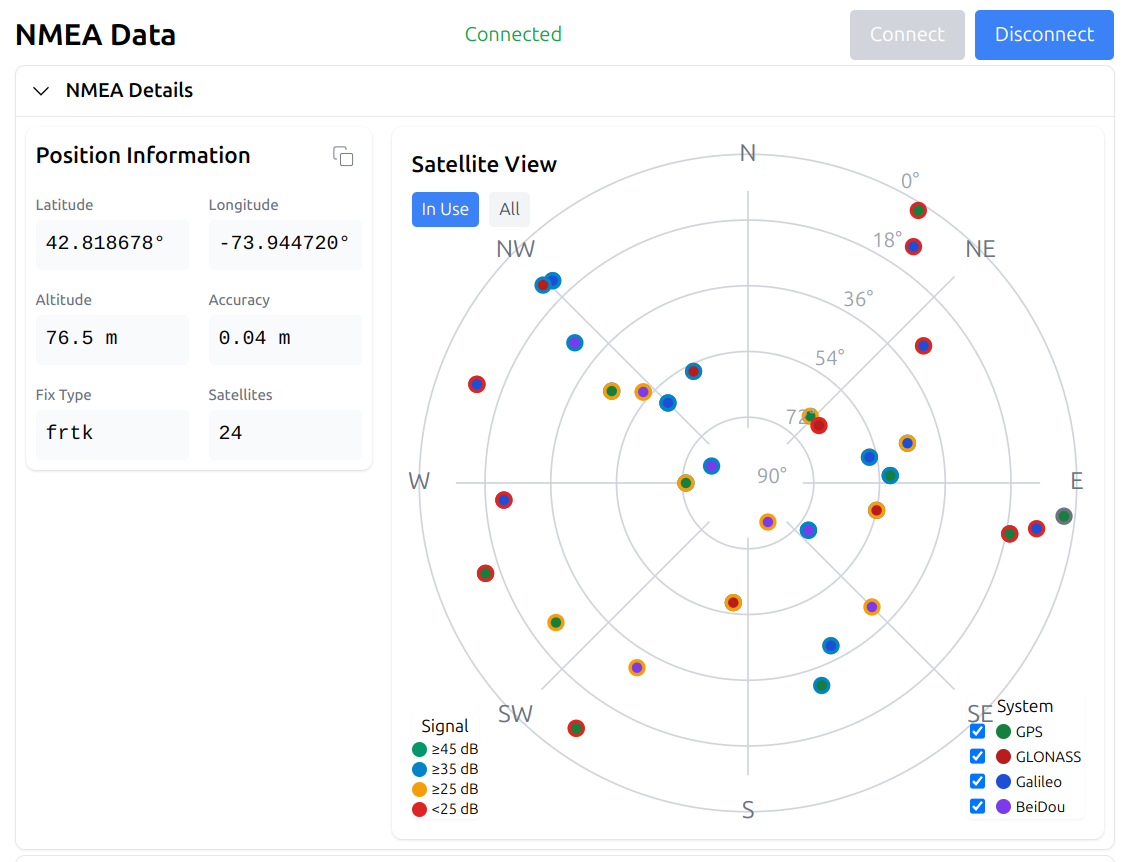 NMEA Data
Connected
Connect
Disconnect
NMEA Details
Position Information
Latitude
Longitude
42.818678°
-73.944720°
Altitude
Accuracy
76.5 m
0.04 m
Fix Type
Satellites
frtk
24
Satellite View
In Use
All
N
0°
18°
NW
NE
36°
54°
72
90°
W
E
SW
SE
S
Signal
≥45 dB
≥35 dB
≥25 dB
<25 dB
System
GPS
GLONASS
Galileo
BeiDou